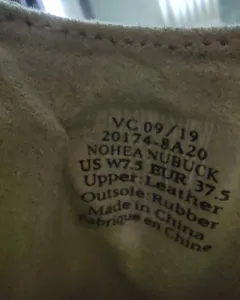 VC 09/19
20174-8A20
NOHEA NUBUCK
US W7.5 EUR 37.5
Upper:Leather
Outsole:Rubber
Made in China
Fabriqué en Chine